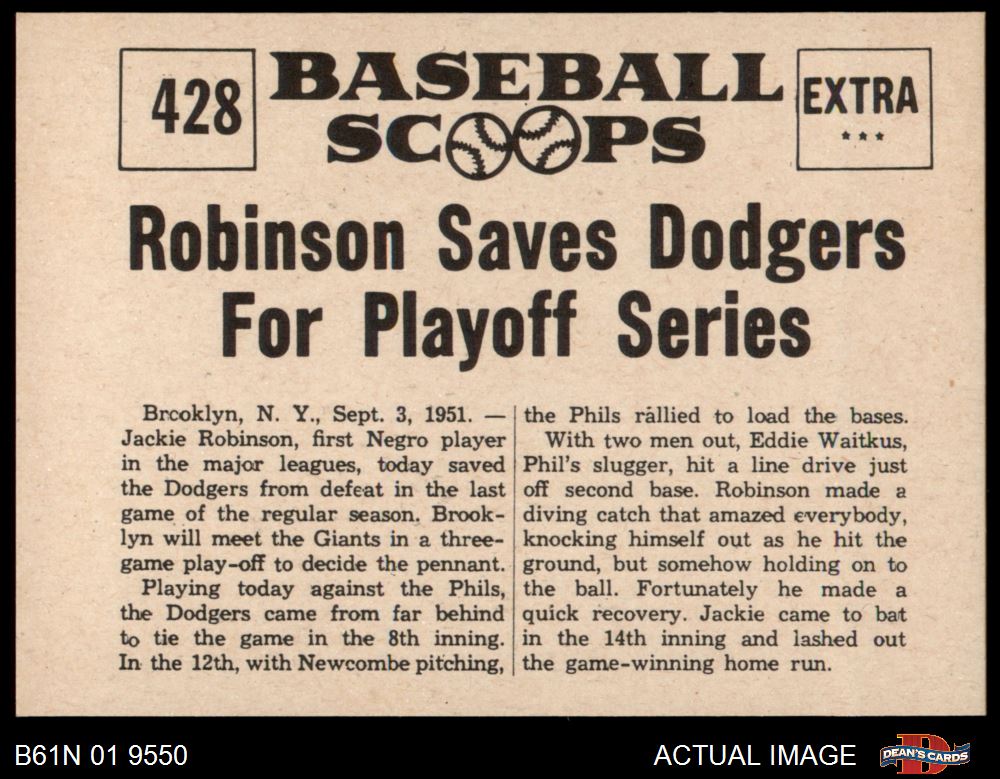 428
BASEBALL
SCOOPS
EXTRA
***
Robinson Saves Dodgers
For Playoff Series
Brooklyn, N. Y., Sept. 3, 1951. —
Jackie Robinson, first Negro player
in the major leagues, today saved
the Dodgers from defeat in the last
game of the regular season. Brook-
lyn will meet the Giants in a three-
game play-off to decide the pennant.
Playing today against the Phils,
the Dodgers came from far behind
to tie the game in the 8th inning.
In the 12th, with Newcombe pitching,
the Phils rallied to load the bases.
With two men out, Eddie Waitkus,
Phil's slugger, hit a line drive just
off second base. Robinson made a
diving catch that amazed everybody,
knocking himself out as he hit the
ground, but somehow holding on to
the ball. Fortunately he made a
quick recovery. Jackie came to bat
in the 14th inning and lashed out
the game-winning home run.
B61N 01 9550
ACTUAL IMAGE
D
DEAN'S CARDS